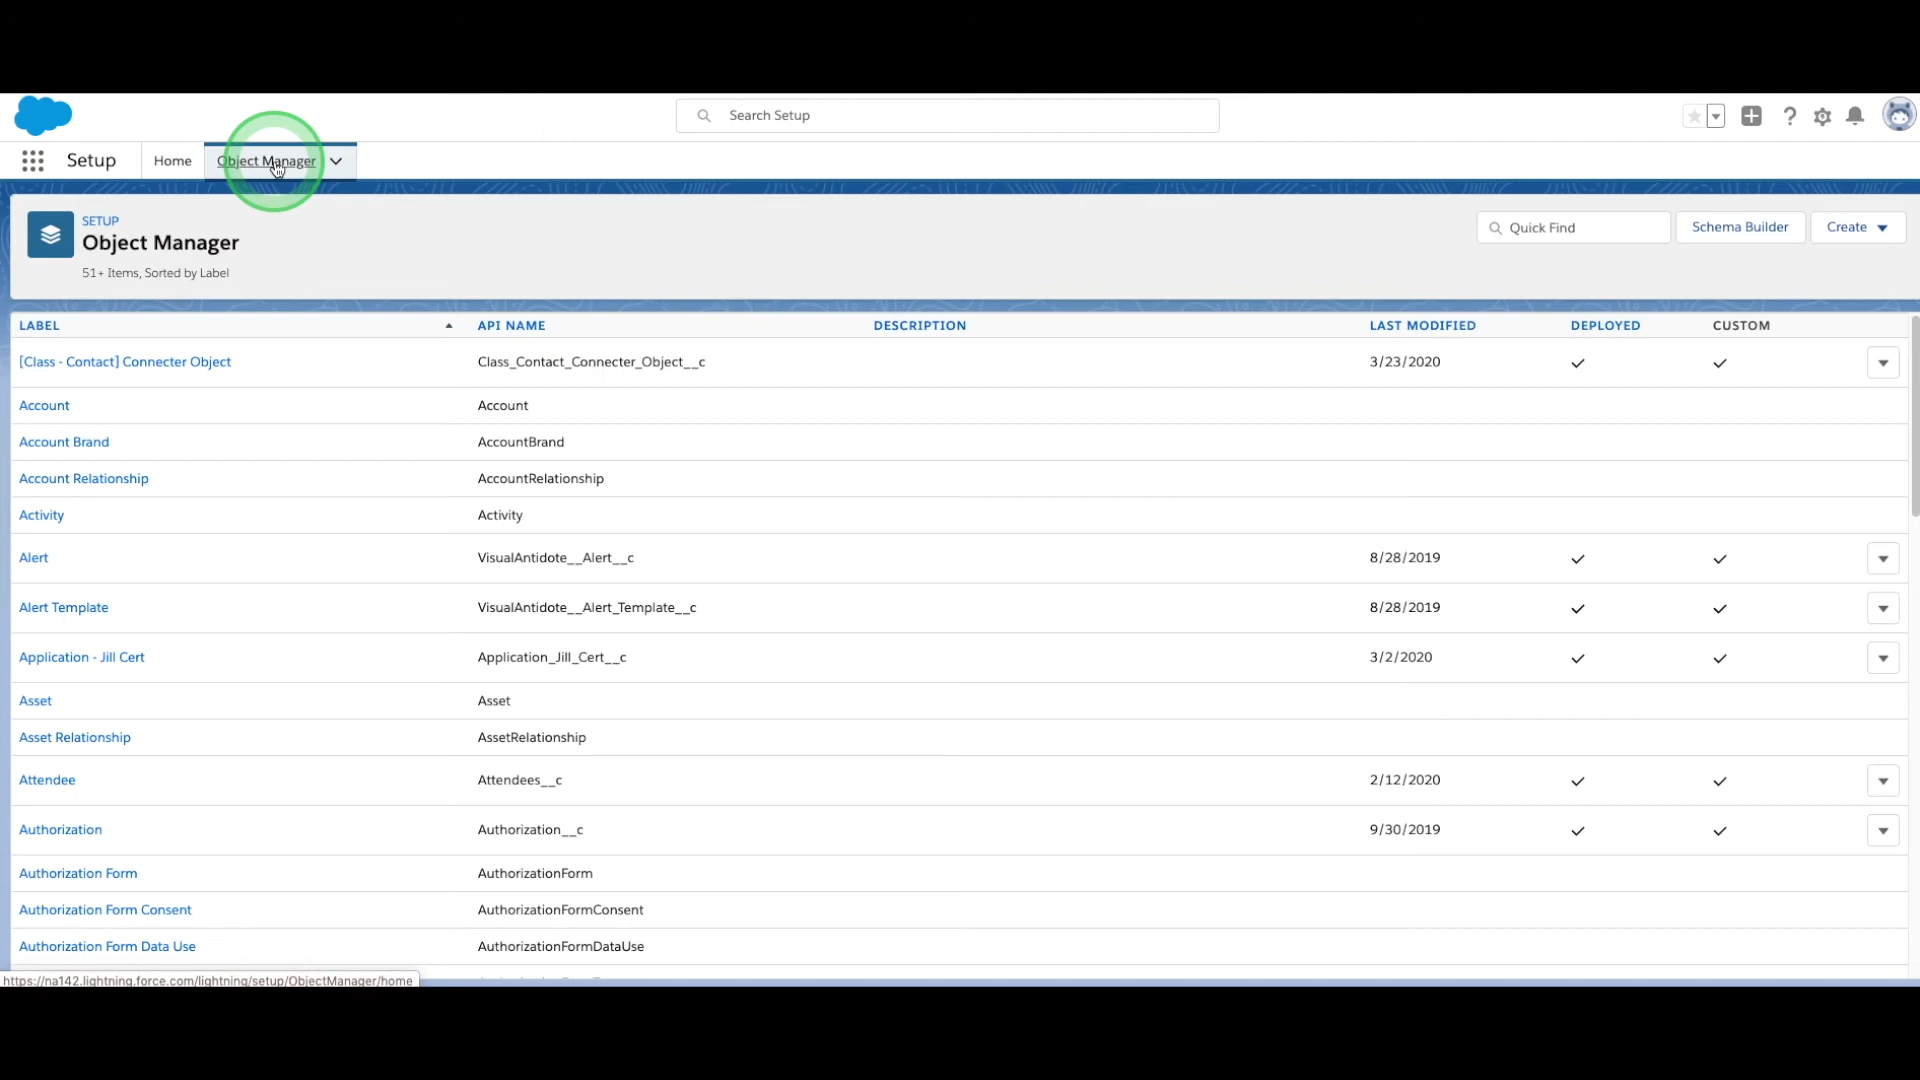 Search Setup
Setup
Home
Object Manager
SETUP
Object Manager
51+ Items, Sorted by Label
Quick Find
Schema Builder
Create
LABEL API NAME DESCRIPTION LAST MODIFIED DEPLOYED CUSTOM
[Class - Contact] Connecter Object Class_Contact_Connecter_Object__c 3/23/2020
Account Account
Account Brand AccountBrand
Account Relationship AccountRelationship
Activity Activity
Alert VisualAntidote__Alert__c 8/28/2019
Alert Template VisualAntidote__Alert_Template__c 8/28/2019
Application - Jill Cert Application_Jill_Cert__c 3/2/2020
Asset Asset
Asset Relationship AssetRelationship
Attendee Attendees__c 2/12/2020
Authorization Authorization__c 9/30/2019
Authorization Form AuthorizationForm
Authorization Form Consent AuthorizationFormConsent
Authorization Form Data Use AuthorizationFormDataUse
https://na142.lightning.force.com/lightning/setup/ObjectManager/home